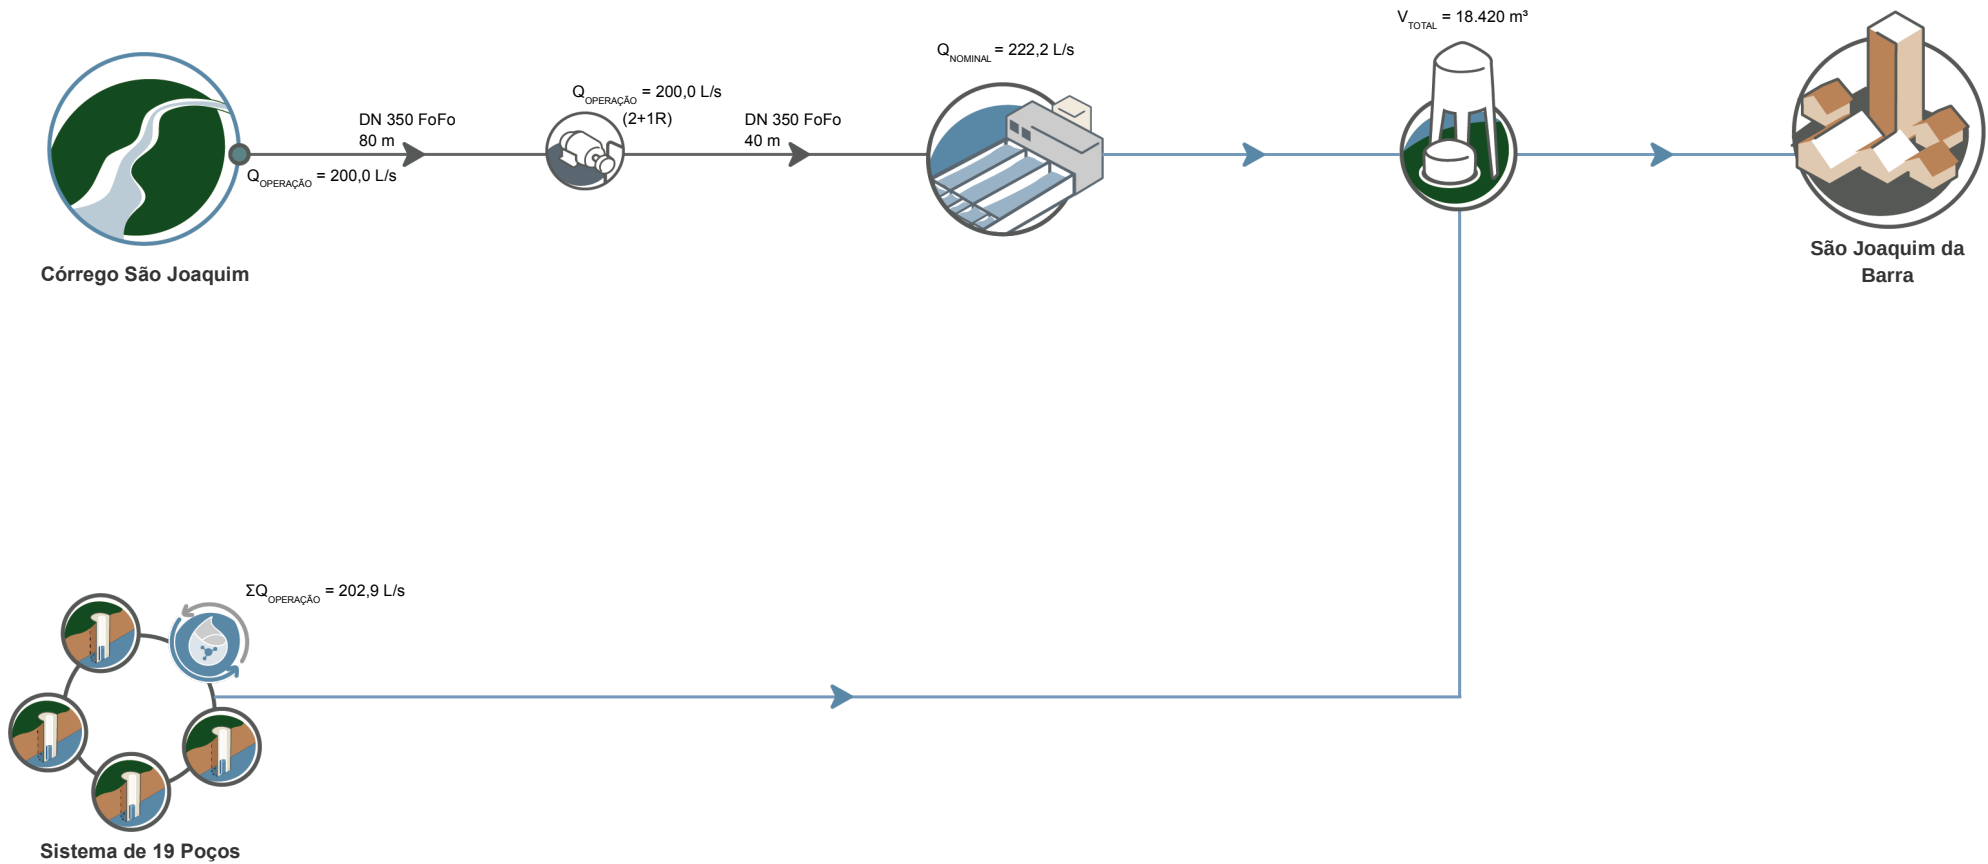 V_TOTAL = 18.420 m³
Q_NOMINAL = 222,2 L/s
Q_OPERAÇÃO = 200,0 L/s
(2+1R)
DN 350 FoFo
80 m
DN 350 FoFo
40 m
Q_OPERAÇÃO = 200,0 L/s
Córrego São Joaquim
São Joaquim da
Barra
ΣQ_OPERAÇÃO = 202,9 L/s
Sistema de 19 Poços